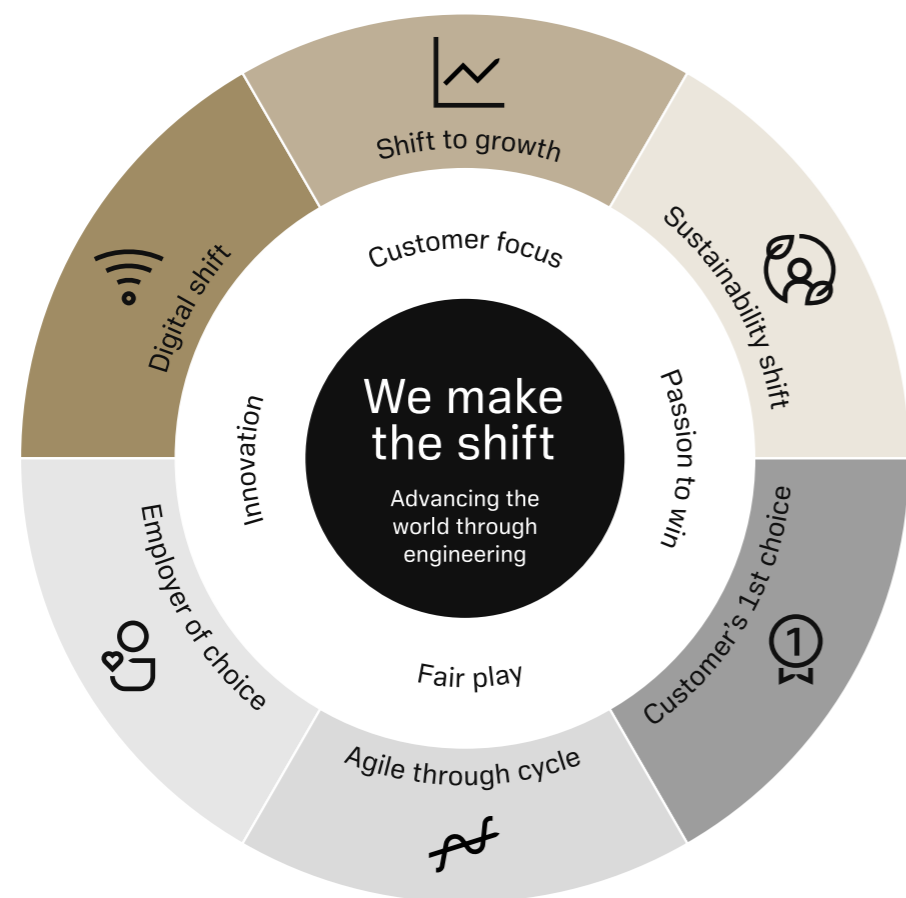 Shift to growth
Sustainability shift
Customer's 1st choice
Agile through cycle
Employer of choice
Digital shift
Customer focus
Passion to win
Fair play
Innovation
We make
the shift
Advancing the
world through
engineering
1